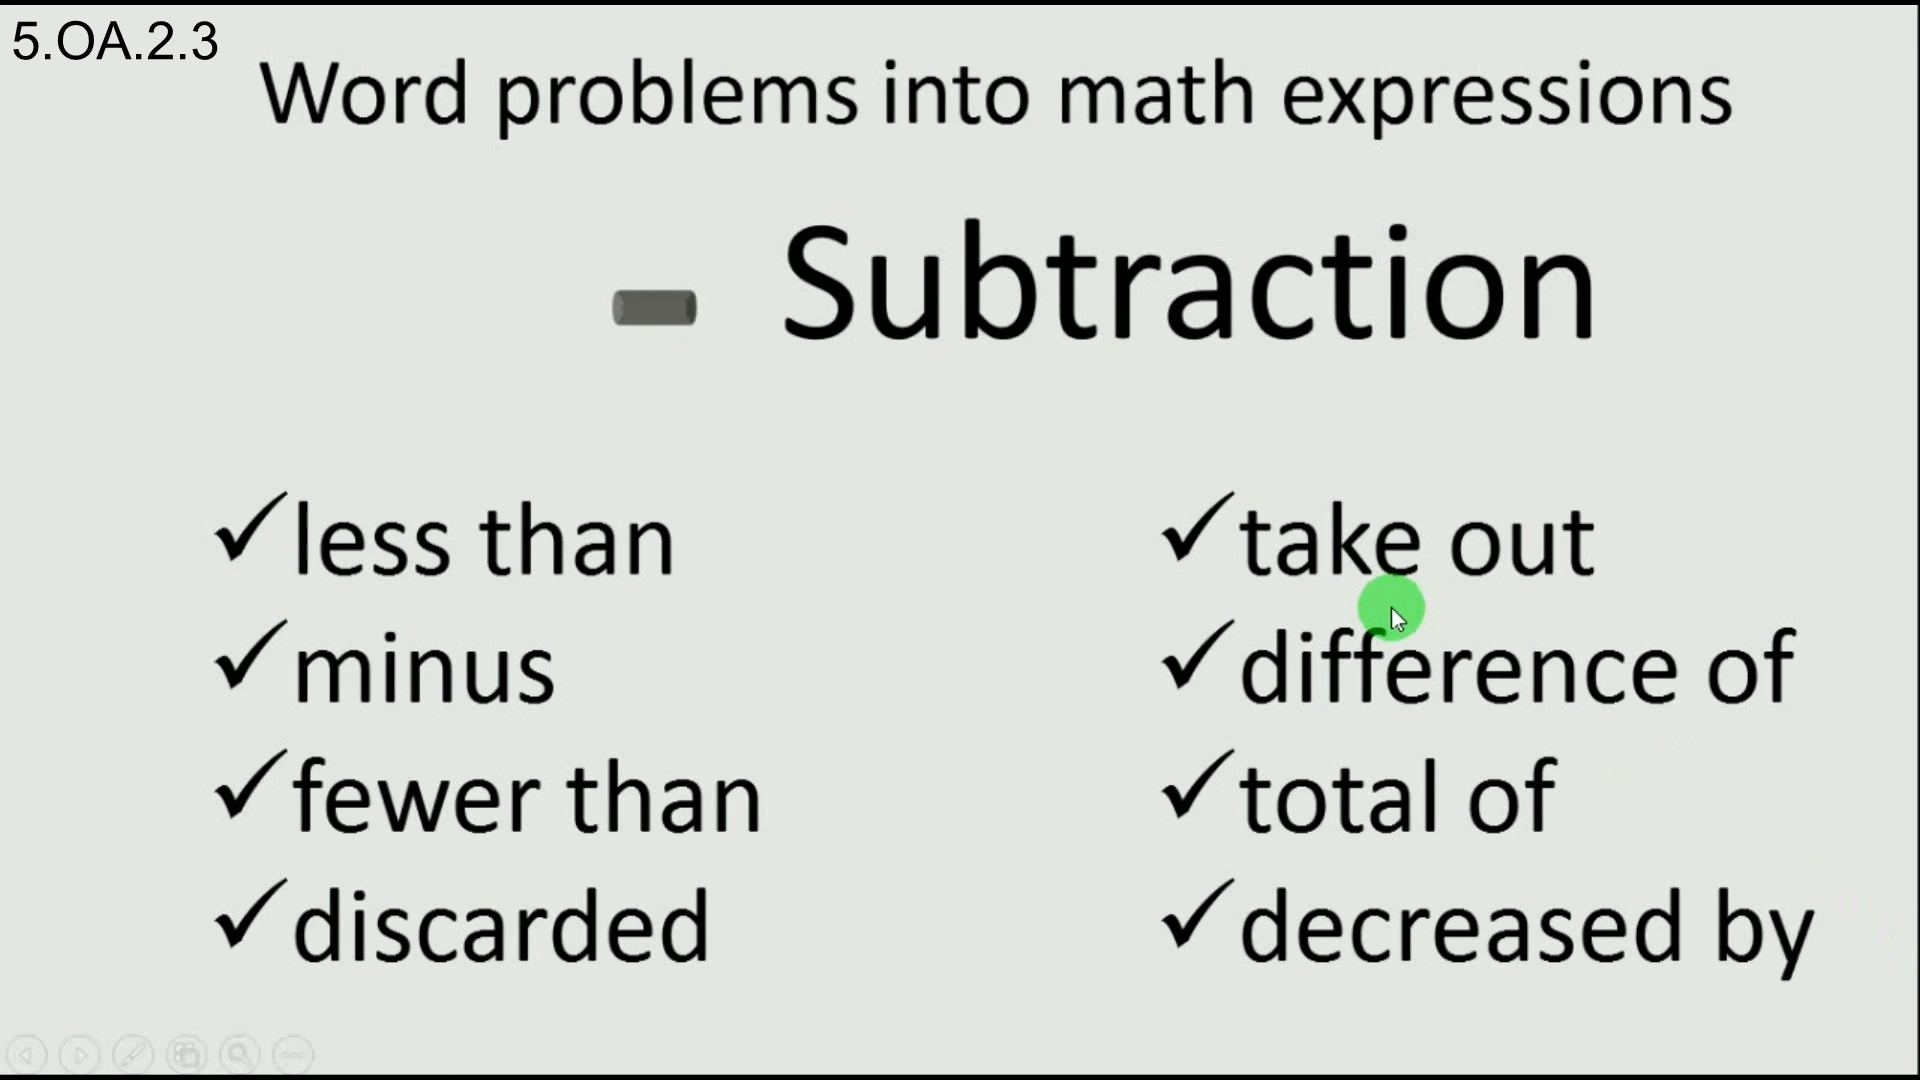 5.OA.2.3
Word problems into math expressions
- Subtraction
✓less than
✓minus
✓fewer than
✓discarded
✓take out
✓difference of
✓total of
✓decreased by